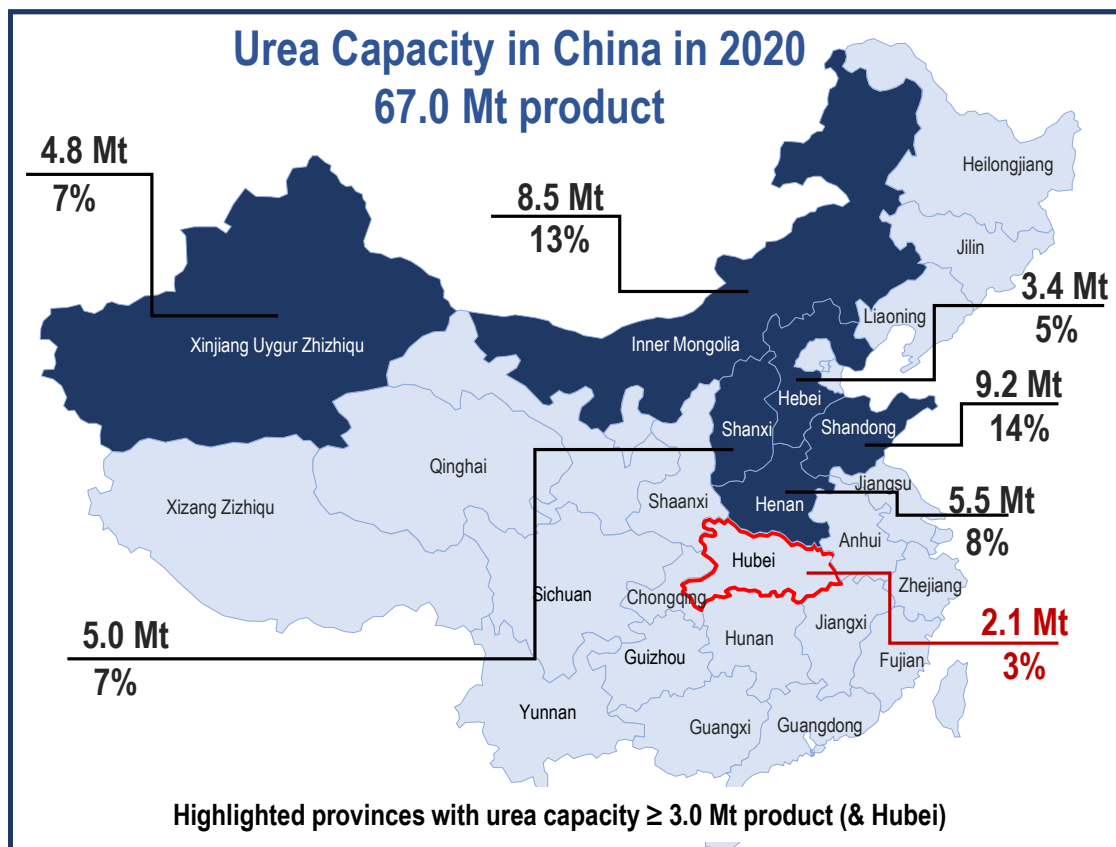 Urea Capacity in China in 2020
67.0 Mt product
4.8 Mt
7%
8.5 Mt
13%
Heilongjiang
Jilin
3.4 Mt
5%
Liaoning
Xinjiang Uygur Zhizhiqu
Inner Mongolia
Hebei
9.2 Mt
14%
Shanxi
Shandong
Qinghai
Jiangsu
Xizang Zizhiqu
Shaanxi
Henan
5.5 Mt
8%
Anhui
Hubei
Zhejiang
Sichuan
Chongqing
5.0 Mt
7%
Hunan
Jiangxi
2.1 Mt
3%
Guizhou
Fujian
Yunnan
Guangxi
Guangdong
Highlighted provinces with urea capacity ≥ 3.0 Mt product (& Hubei)